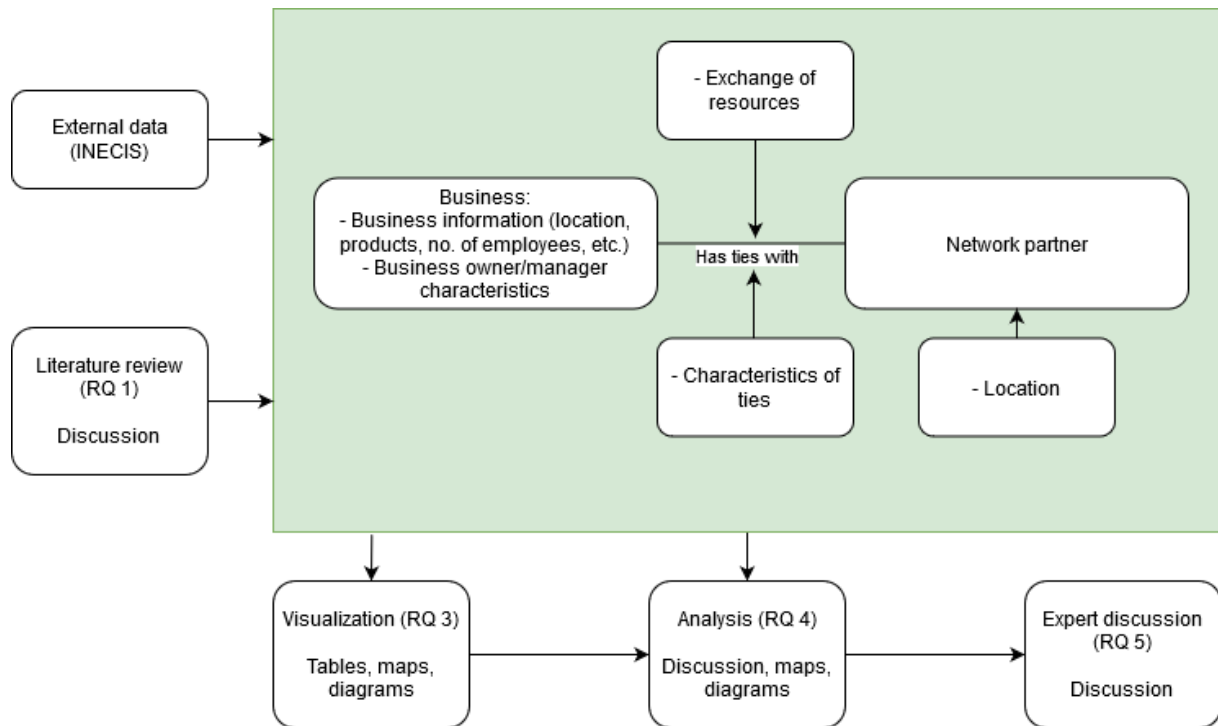 - Exchange of
resources
External data
(INECIS)
Business:
- Business information (location,
products, no. of employees, etc.)
- Business owner/manager
characteristics
Has ties with
Network partner
Literature review
(RQ 1)
Discussion
- Characteristics of
ties
- Location
Visualization (RQ 3)
Tables, maps,
diagrams
Analysis (RQ 4)
Discussion, maps,
diagrams
Expert discussion
(RQ 5)
Discussion